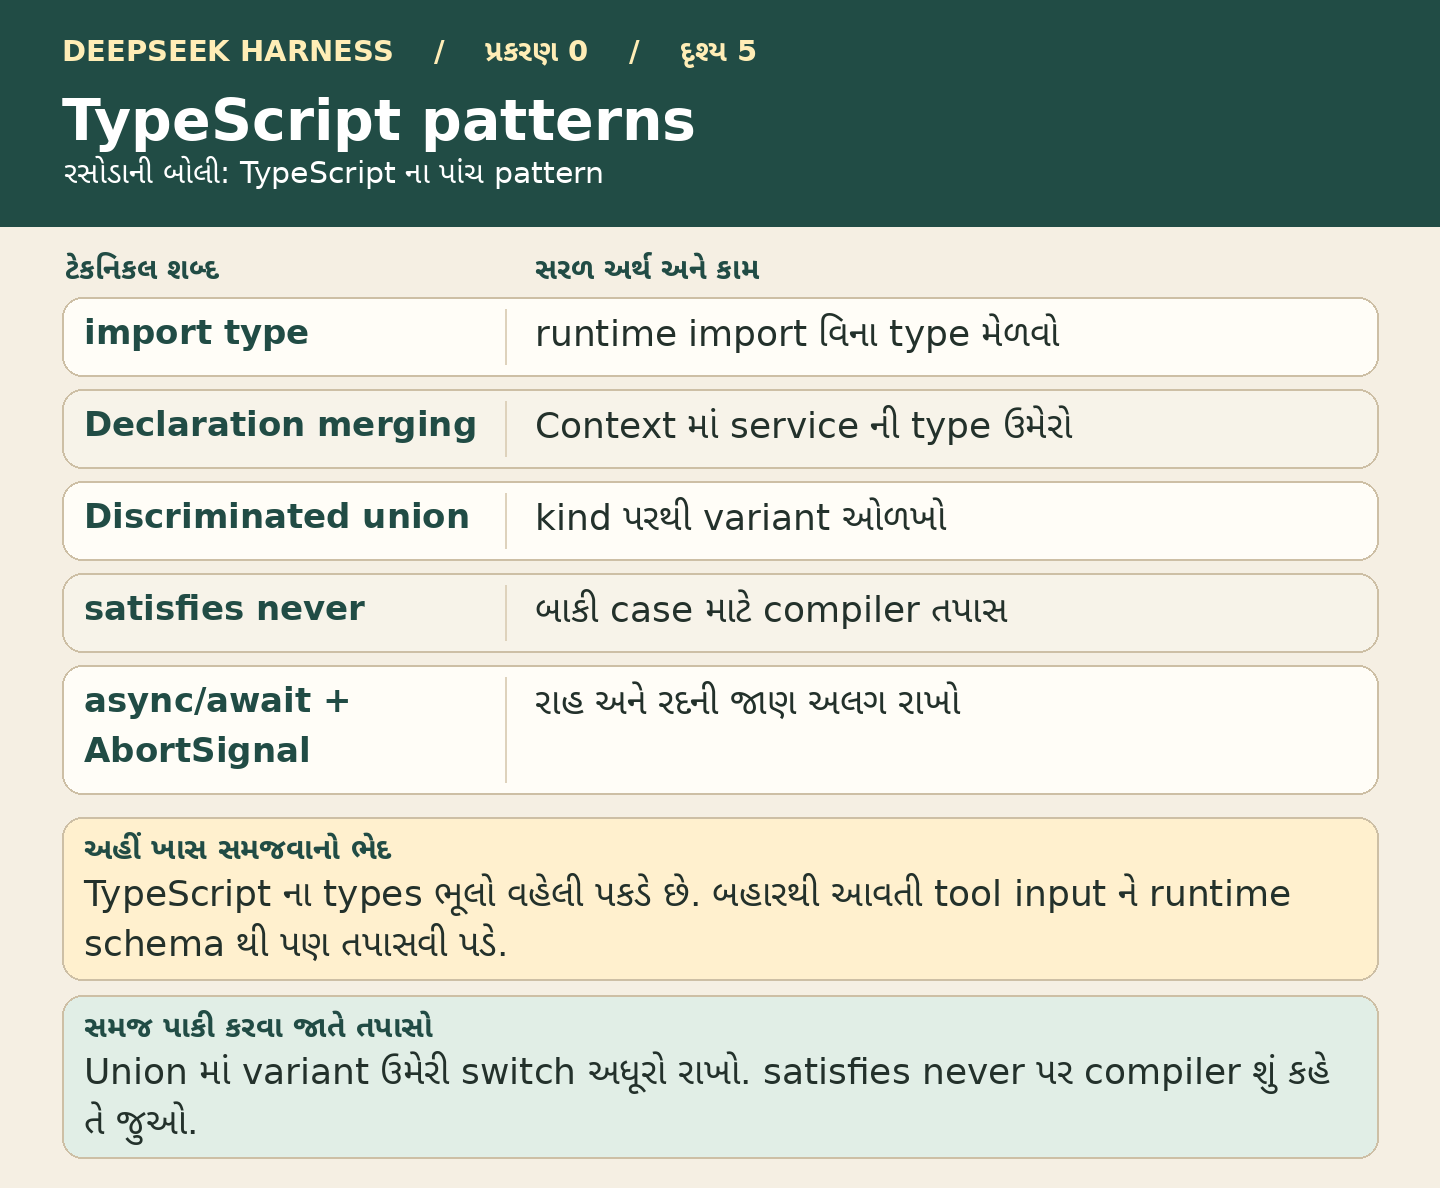 DEEPSEEK HARNESS / પ્રકરણ 0 / દૃશ્ય 5
TypeScript patterns
રસોડાની બોલી: TypeScript ના પાંચ pattern
ટેકનિકલ શબ્દ સરળ અર્થ અને કામ
import type runtime import વિના type મેળવો
Declaration merging Context માં service ની type ઉમેરો
Discriminated union kind પરથી variant ઓળખો
satisfies never બાકી case માટે compiler તપાસ
async/await + રાહ અને રદની જાણ અલગ રાખો
AbortSignal
અહીં ખાસ સમજવાનો ભેદ
TypeScript ના types ભૂલો વહેલી પકડે છે. બહારથી આવતી tool input ને runtime
schema થી પણ તપાસવી પડે.
સમજ પાકી કરવા જાતે તપાસો
Union માં variant ઉમેરી switch અધૂરો રાખો. satisfies never પર compiler શું કહે
તે જુઓ.